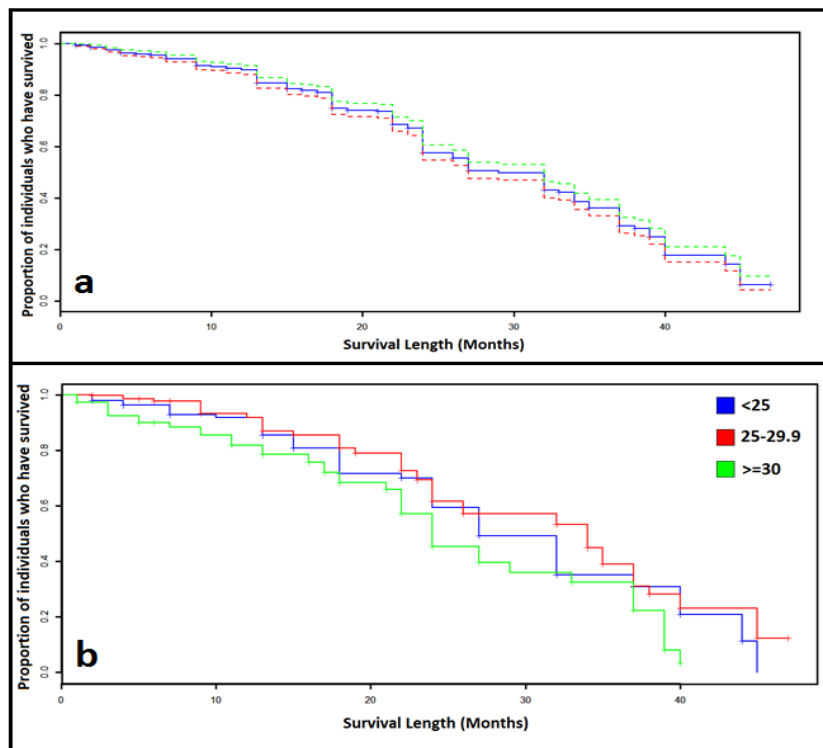 Proportion of individuals who have survived
1.0
0.8
0.6
0.4
0.2
0.0
a
0 10 20 30 40
Survival Length (Months)
Proportion of individuals who have survived
1.0
0.8
0.6
0.4
0.2
0.0
<25
25-29.9
>=30
b
0 10 20 30 40
Survival Length (Months)